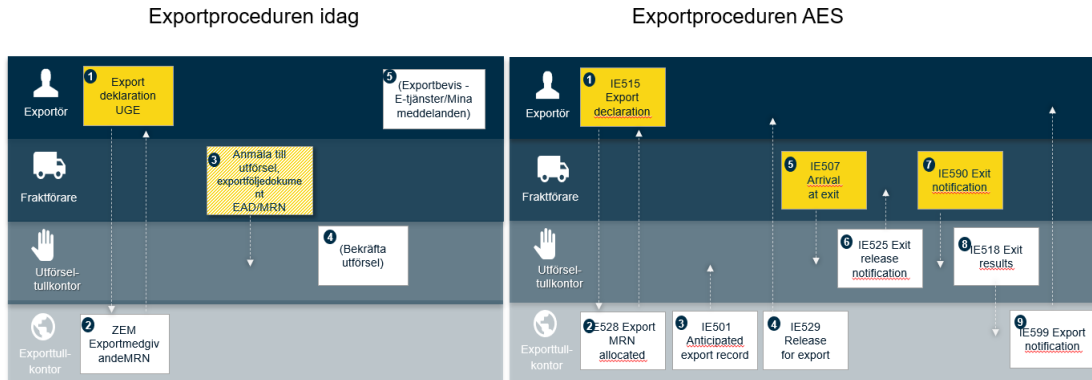 Exportproceduren idag
Exportör
1
Export
deklaration
UGE
5
(Exportbevis -
E-tjänster/Mina
meddelanden)
Fraktförare
3
Anmäla till
utförsel,
exportföljedokume
nt
EAD/MRN
Utförsel-
tullkontor
4
(Bekräfta
utförsel)
Exporttull-
kontor
2
ZEM
Exportmedgiv
andeMRN
Exportproceduren AES
Exportör
1
IE515
Export
declaration
Fraktförare
5
IE507
Arrival
at exit
7
IE590 Exit
notification
Utförsel-
tullkontor
6
IE525 Exit
release
notification
8
IE518 Exit
results
Exporttull-
kontor
2
IE528 Export
MRN
allocated
3
IE501
Anticipated
export record
4
IE529
Release
for export
9
IE599 Export
notification